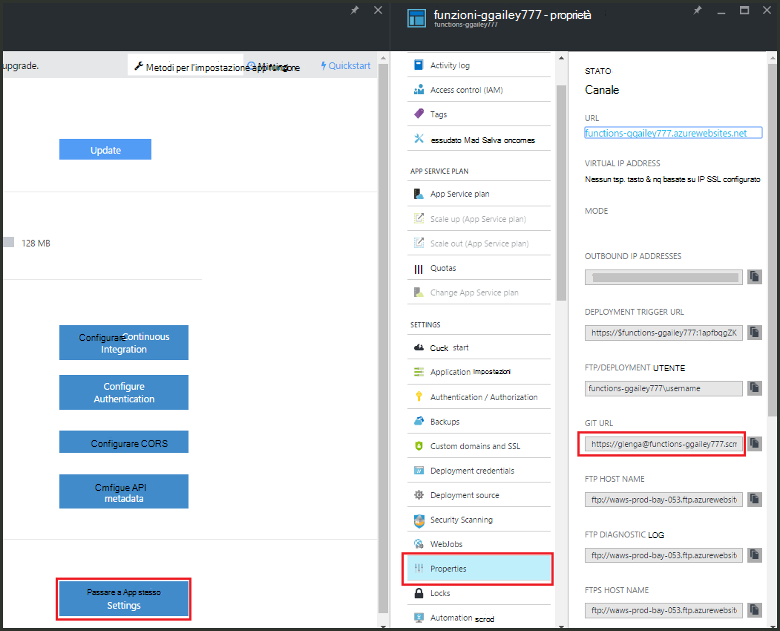 upgrade.
Metodi per l'impostazione app funzione
Quickstart
Update
128 MB
Configurare Continuous
Integration
Configure
Authentication
Configurare CORS
Cmfigue API
metadata
Passare a App stesso
Settings
funzioni-ggailey777 - proprietà
functions-ggailey777
Activity log
Access control (IAM)
Tags
essudato Mad Salva oncomes
APP SERVICE PLAN
App Service plan
Scale up (App Service plan)
Scale out (App Service plan)
Quotas
Change App Service plan
SETTINGS
Cuck start
Application Impostazioni
Authentication / Authorization
Backups
Custom domains and SSL
Deployment credentials
Deployment source
Security Scanning
WebJobs
Properties
Locks
Automation scrod
STATO
Canale
URL
functions-ggailey777.azurewebsites.net
VIRTUAL IP ADDRESS
Nessun tsp. tasto & nq basate su IP SSL configurato
MODE
OUTBOUND IP ADDRESSES
DEPLOYMENT TRIGGER URL
https://$functions-ggailey777:1apfbqgZK
FTP/DEPLOYMENT UTENTE
functions-ggailey777\username
GIT URL
https://glenga@functions-ggailey777.scm
FTP HOST NAME
ftp://waws-prod-bay-053.ftp.azurewebsit
FTP DIAGNOSTIC LOG
ftp://waws-prod-bay-053.ftp.azurewebsit
FTPS HOST NAME
ftp://waws-prod-bay-053.ftp.azurewebsit